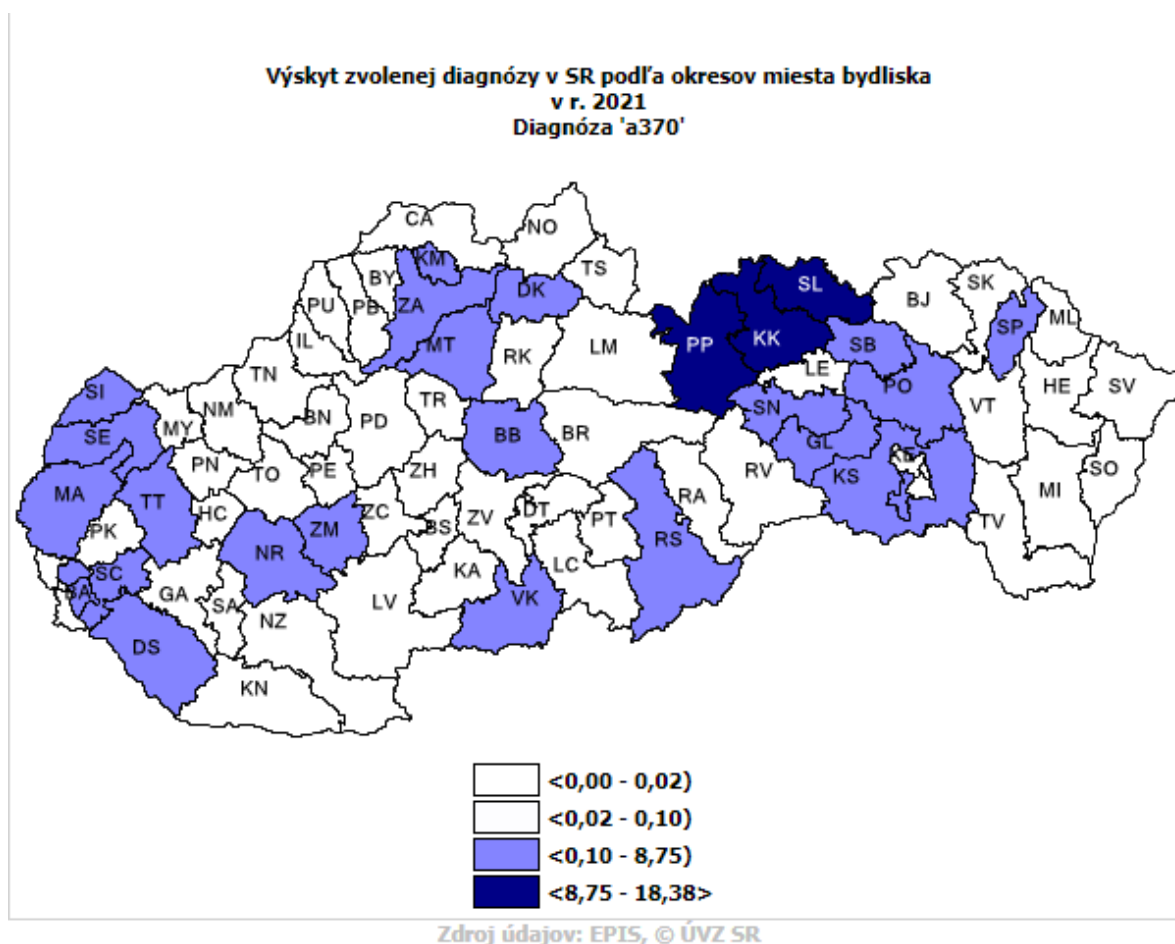 Výskyt zvolenej diagnózy v SR podľa okresov miesta bydliska
v r. 2021
Diagnóza 'a370'
CA
NO
KM
BY
TS
PU
PB
ZA
DK
SL
BJ
SK
ML
SP
IL
MT
RK
LM
PP
KK
SB
LE
PO
HE
SV
TN
SI
NM
BN
PD
TR
SN
VT
SE
MY
BB
BR
GL
PN
TO
PE
ZH
RV
KS
KE
SO
MA
TT
HC
ZM
ZC
RA
MI
PK
NR
BS
ZV
DT
PT
RS
TV
SC
BA
GA
SA
NZ
KA
LC
LV
VK
DS
KN
<0,00 - 0,02)
<0,02 - 0,10)
<0,10 - 8,75)
<8,75 - 18,38>
Zdroj údajov: EPIS, © ÚVZ SR